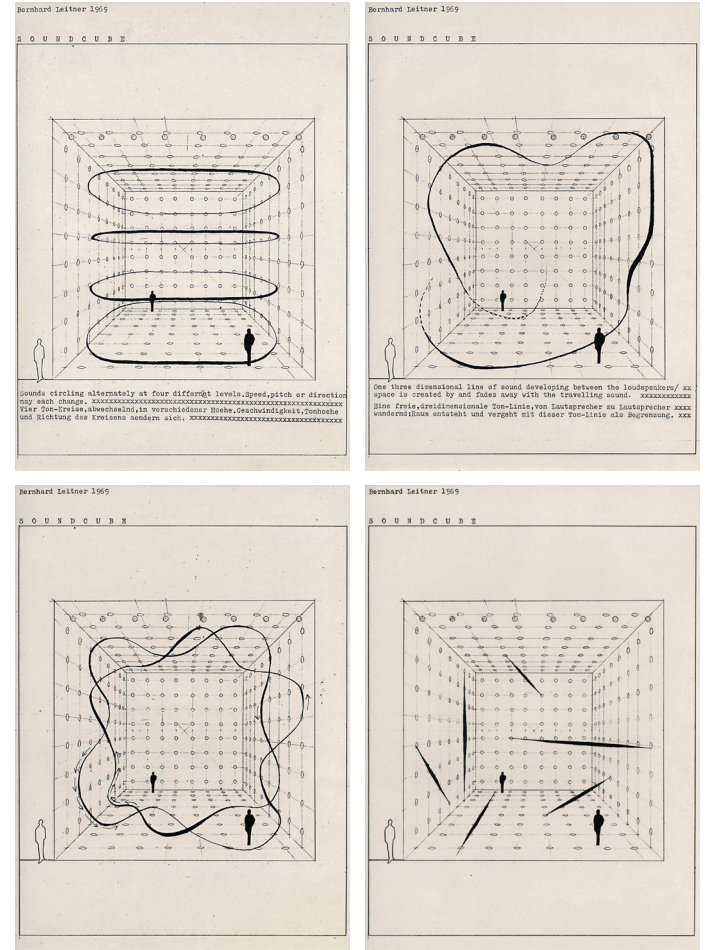 Bernhard Leitner 1969
S O U N D C U B E
Sounds circling alternately at four different levels.Speed,pitch or direction
may each change. xxxxxxxxxxxxxxxxxxxxxxxxxxxxxxxxxxxxxxxxxxxxxxxxxxxxxxxxxx
Vier Ton-Kreise,abwechselnd,in verschiedener Hoehe.Geschwindigkeit,Tonhoehe
und Richtung des Kreisens aendern sich. xxxxxxxxxxxxxxxxxxxxxxxxxxxxxxxxxxx
Bernhard Leitner 1969
S O U N D C U B E
One three dimensional line of sound developing between the loudspeakers/ xx
space is created by and fades away with the travelling sound. xxxxxxxxxxxx
Eine freie,dreidimensionale Ton-Linie,von Lautsprecher zu Lautsprecher xxxx
wandernd;Raum entsteht und vergeht mit dieser Ton-Linie als Begrenzung. xxx
Bernhard Leitner 1969
S O U N D C U B E
Bernhard Leitner 1969
S O U N D C U B E